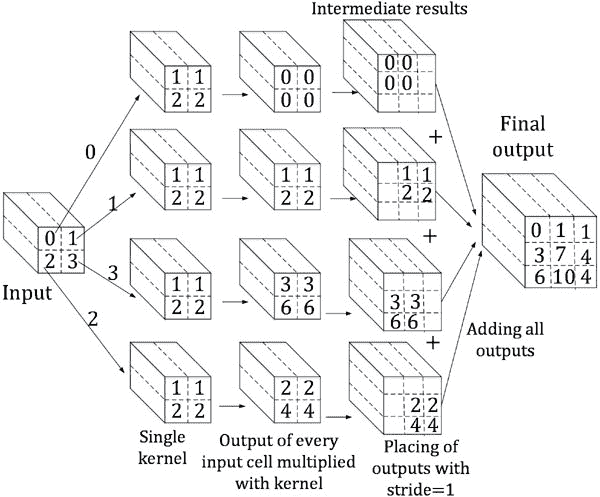 Intermediate results
1 1
2 2
0 0
0 0
0 0
0 0
+
Final
output
0
1 1
2 2
1 1
2 2
1 1
2 2
1
+
0 1
2 3
Input
0 1 1
3 7 4
6 10 4
3
1 1
2 2
3 3
6 6
3 3
6 6
+
Adding all
outputs
2
1 1
2 2
2 2
4 4
2 2
4 4
Single
kernel
Output of every
input cell multiplied
with kernel
Placing of
outputs with
stride=1